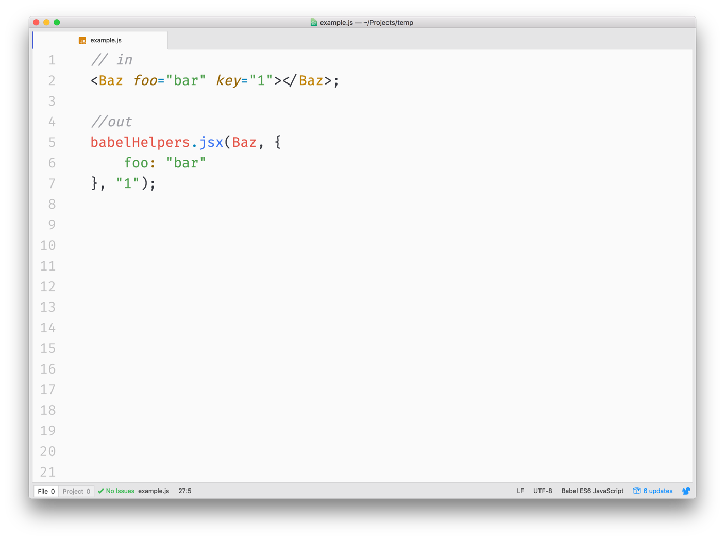 example.js — ~/Projects/temp
example.js
1 // in
2 <Baz foo="bar" key="1"></Baz>;
3
4 //out
5 babelHelpers.jsx(Baz, {
6 foo: "bar"
7 }, "1");
8
9
10
11
12
13
14
15
16
17
18
19
20
21
File 0 Project 0 No Issues example.js 27:5 LF UTF-8 Babel ES6 JavaScript 8 updates